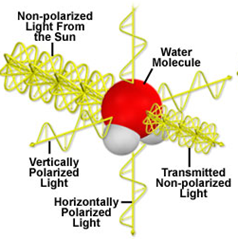 Non-polarized
Light From
the Sun
Water
Molecule
Vertically
Polarized
Light
Transmitted
Non-polarized
Light
Horizontally
Polarized
Light